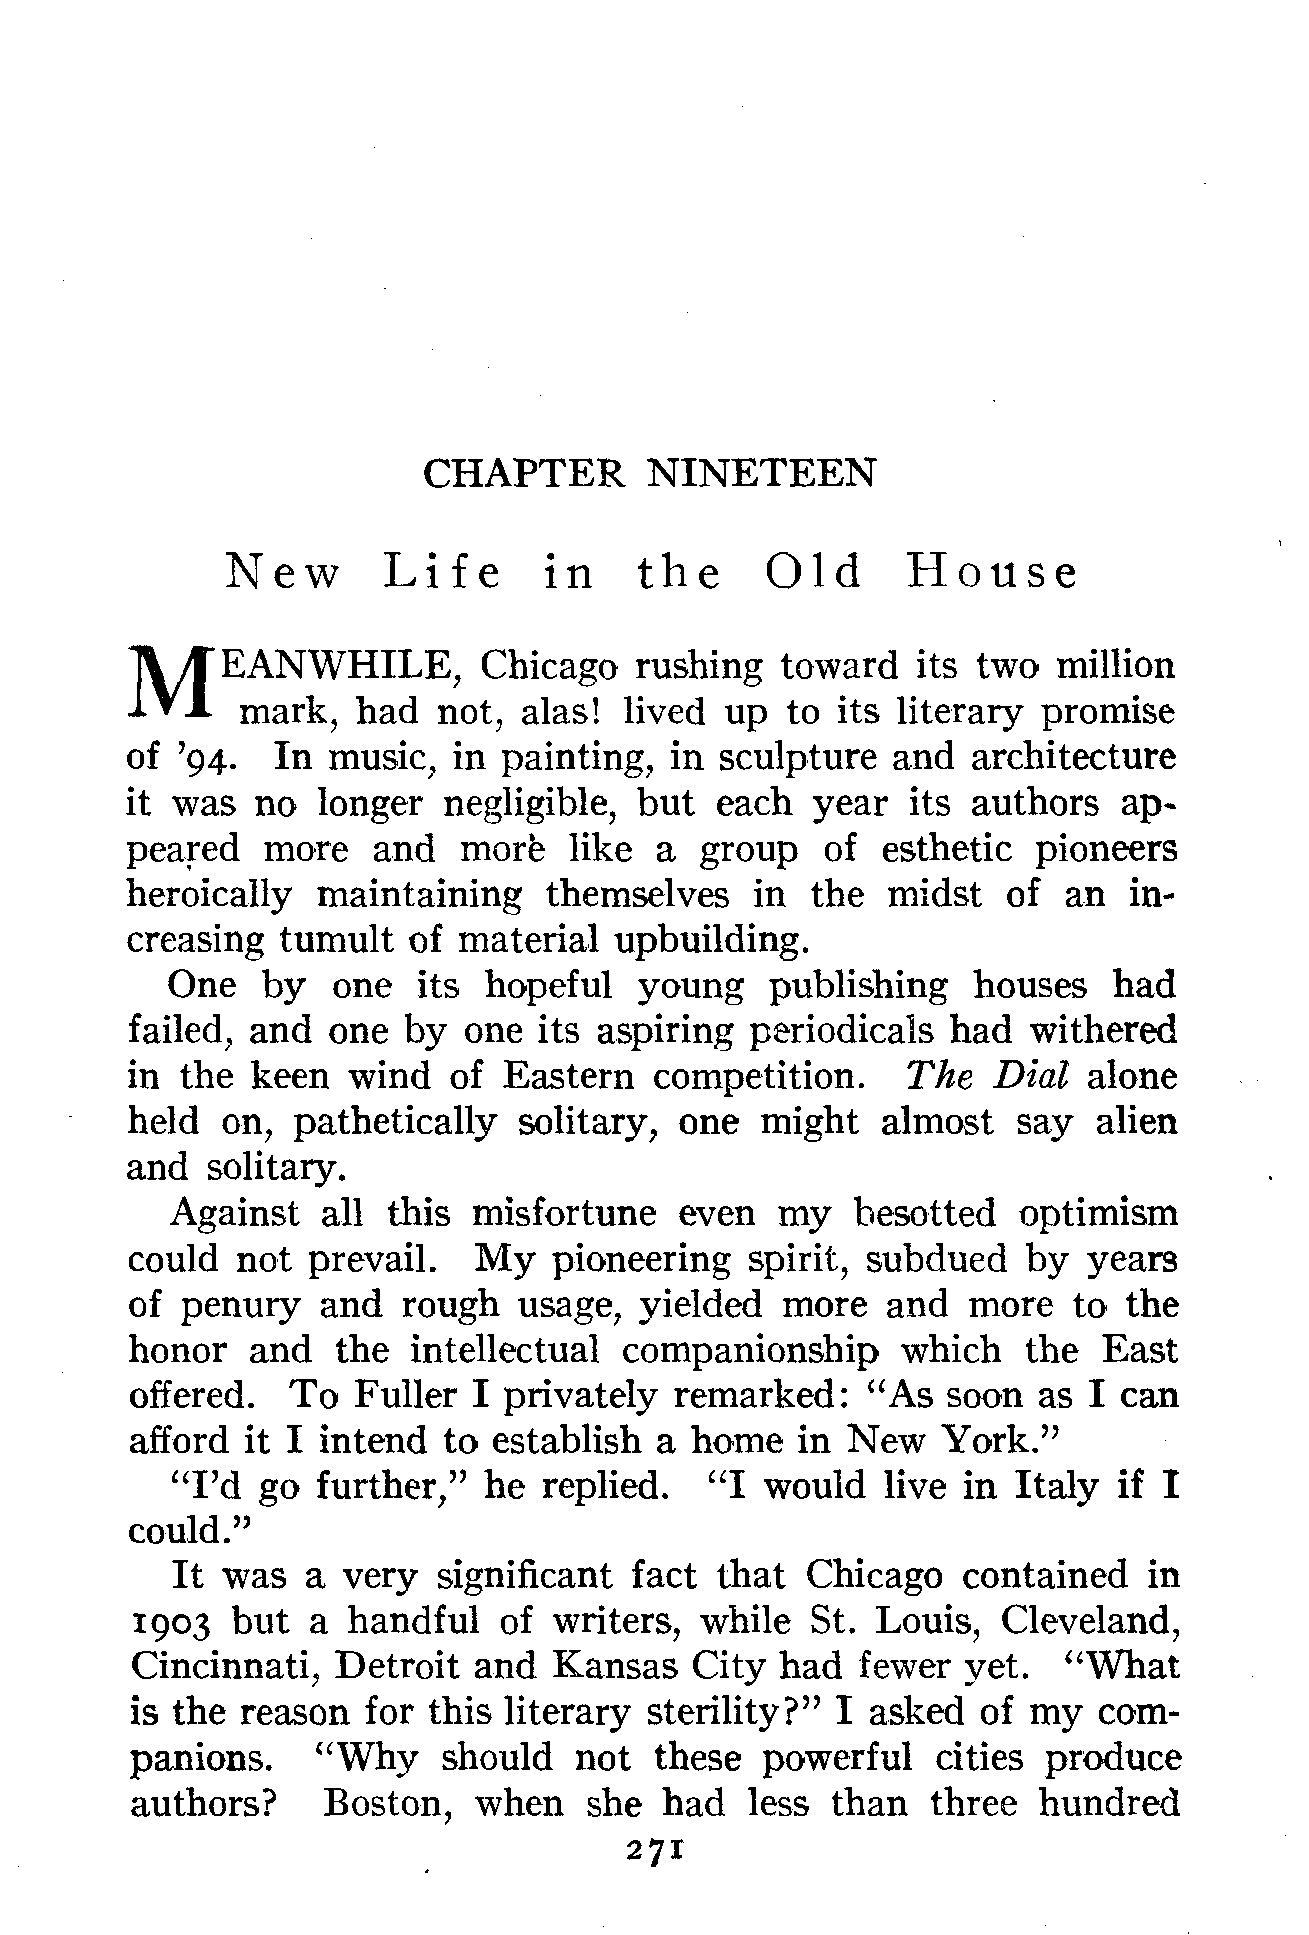 CHAPTER NINETEEN
New Life in the Old House
MEANWHILE, Chicago rushing toward its two million
mark, had not, alas! lived up to its literary promise
of ’94. In music, in painting, in sculpture and architecture
it was no longer negligible, but each year its authors ap-
peared more and more like a group of esthetic pioneers
heroically maintaining themselves in the midst of an in-
creasing tumult of material upbuilding.
One by one its hopeful young publishing houses had
failed, and one by one its aspiring periodicals had withered
in the keen wind of Eastern competition. The Dial alone
held on, pathetically solitary, one might almost say alien
and solitary.
Against all this misfortune even my besotted optimism
could not prevail. My pioneering spirit, subdued by years
of penury and rough usage, yielded more and more to the
honor and the intellectual companionship which the East
offered. To Fuller I privately remarked: “As soon as I can
afford it I intend to establish a home in New York.”
“I’d go further,” he replied. “I would live in Italy if I
could.”
It was a very significant fact that Chicago contained in
1903 but a handful of writers, while St. Louis, Cleveland,
Cincinnati, Detroit and Kansas City had fewer yet. “What
is the reason for this literary sterility?” I asked of my com-
panions. “Why should not these powerful cities produce
authors? Boston, when she had less than three hundred
271